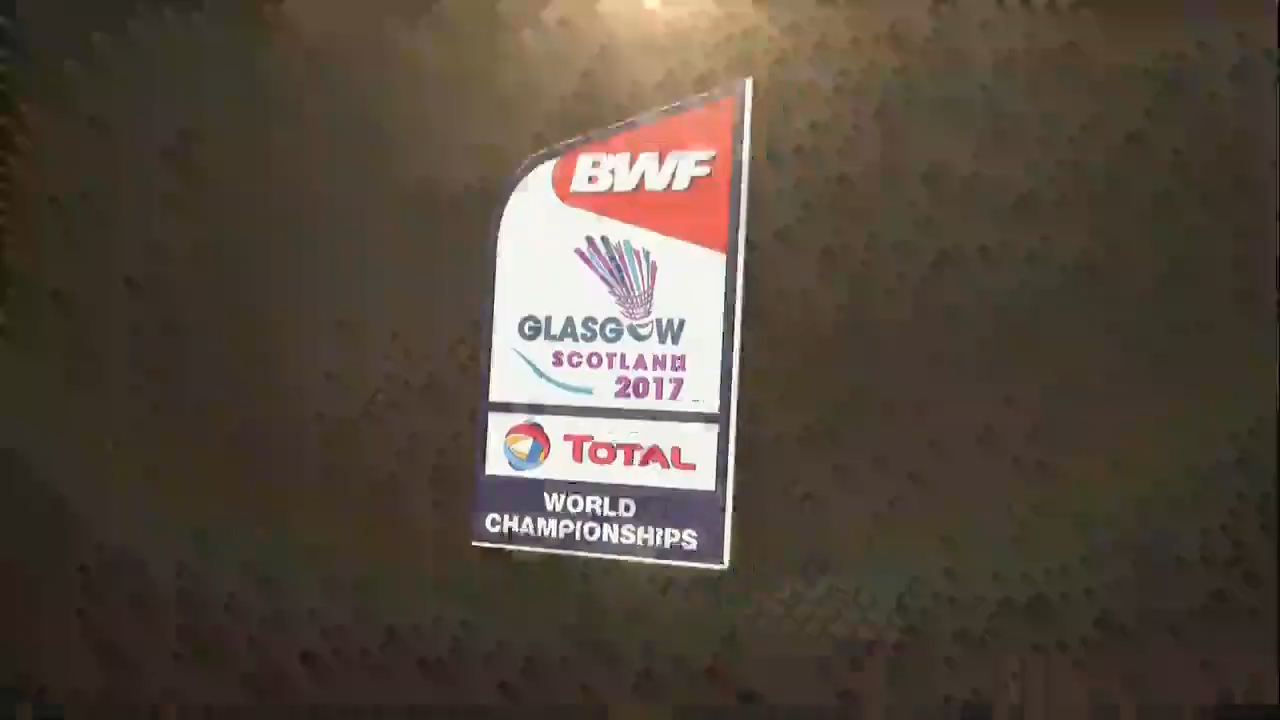 BWF
GLASGOW
SCOTLAND
2017
TOTAL
WORLD
CHAMPIONSHIPS